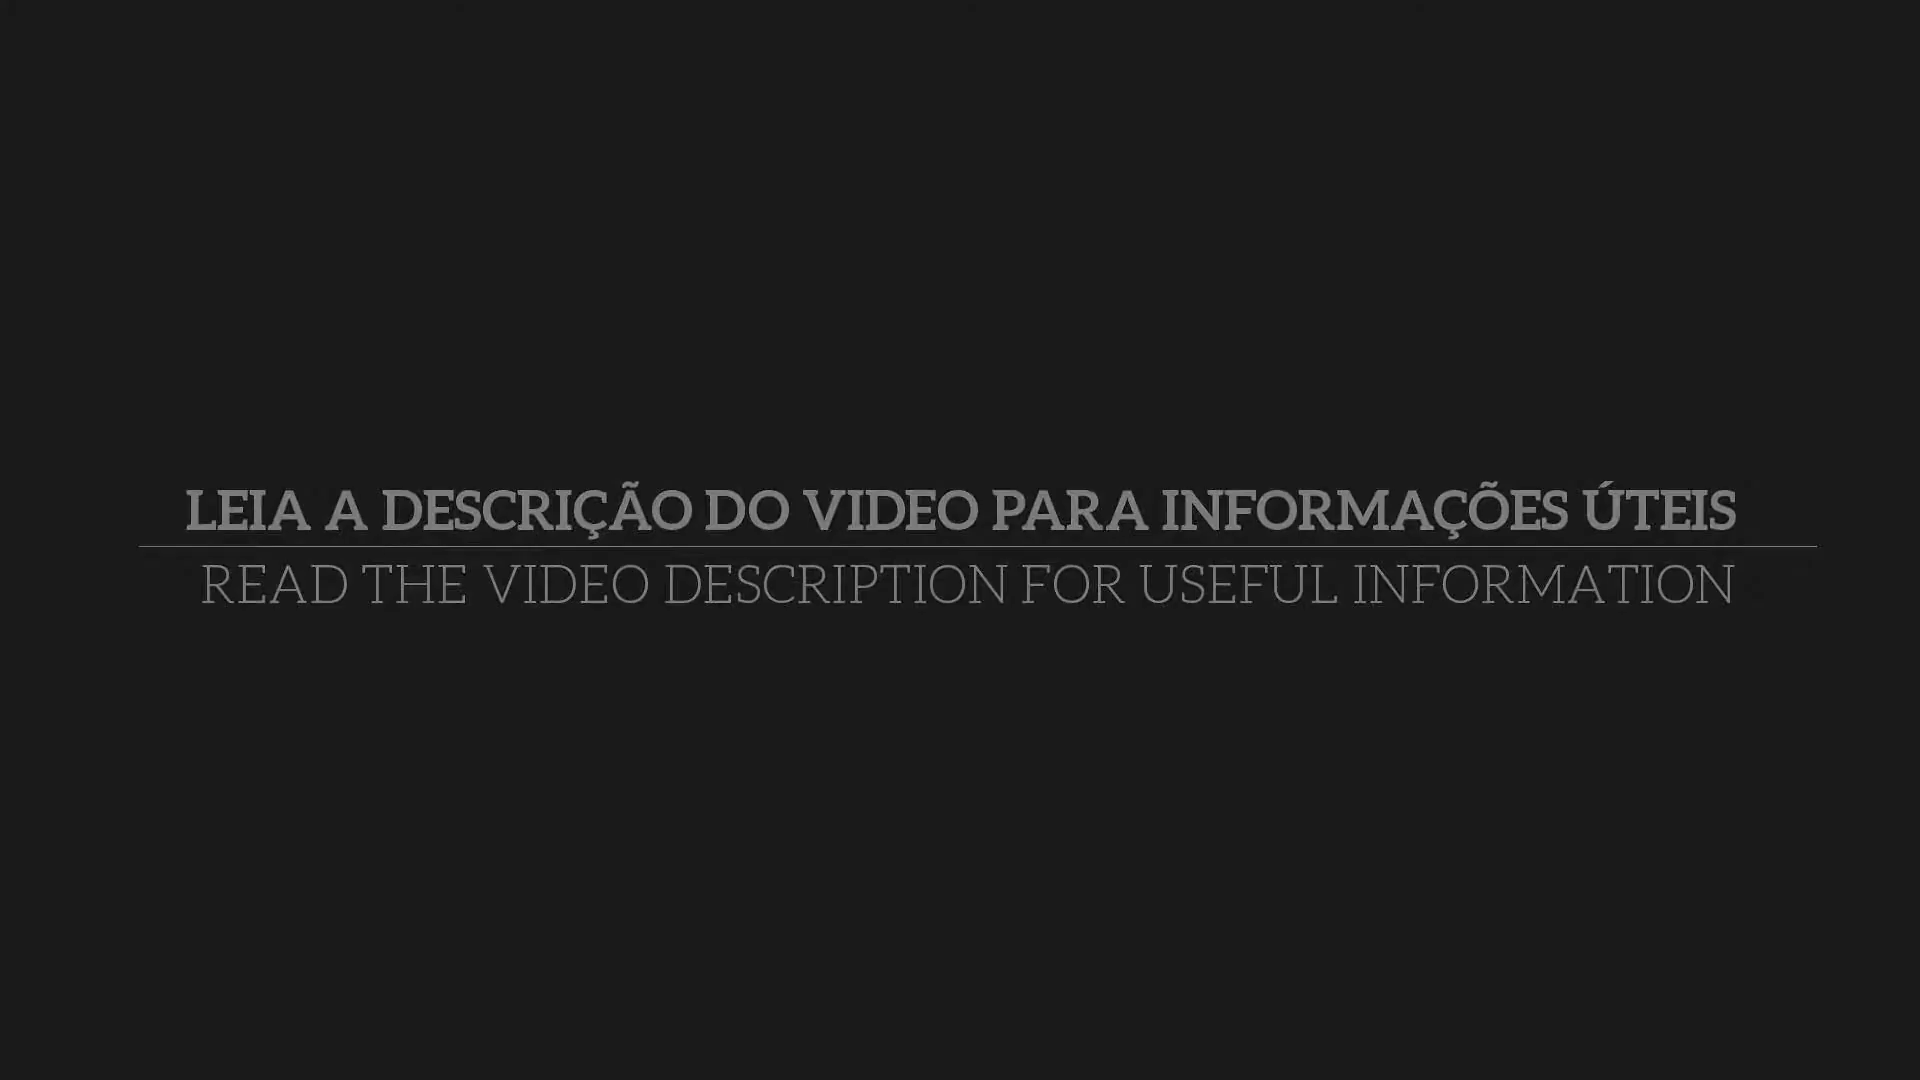 LEIA A DESCRIÇÃO DO VIDEO PARA INFORMAÇÕES ÚTEIS
READ THE VIDEO DESCRIPTION FOR USEFUL INFORMATION